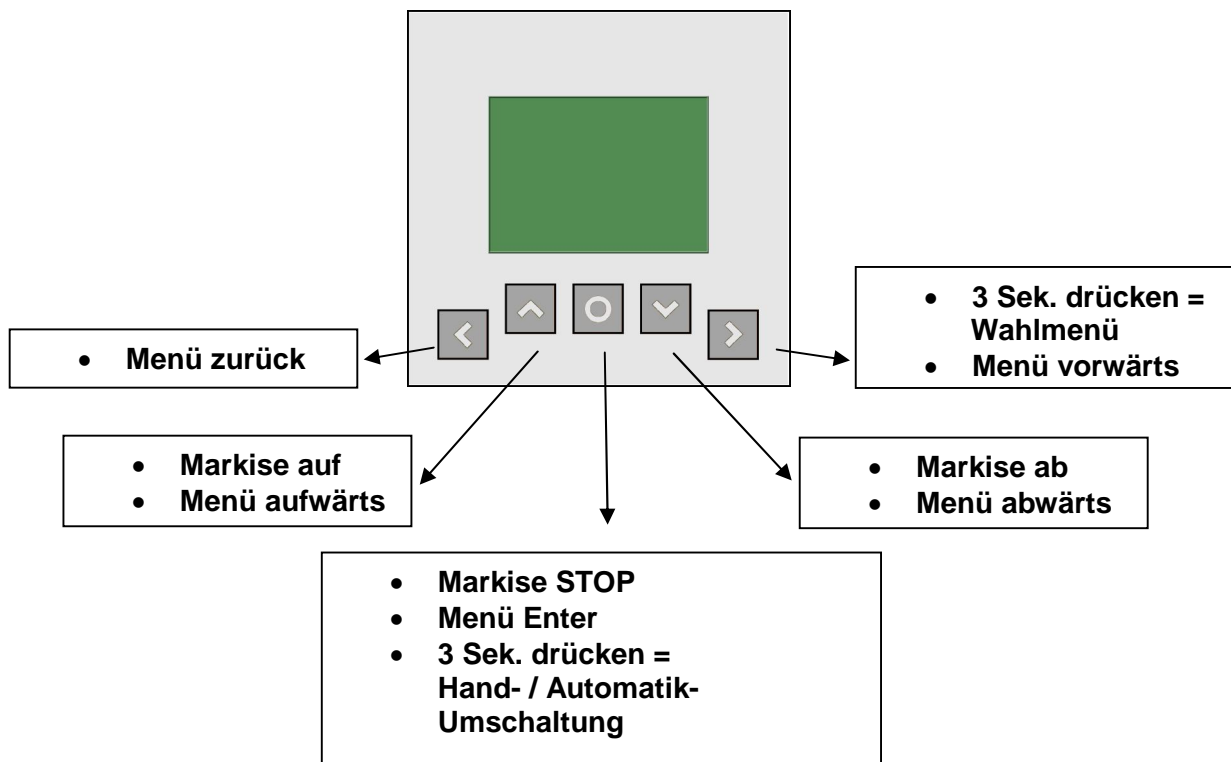 • 3 Sek. drücken =
Wahlmenü
• Menü vorwärts
• Menü zurück
• Markise auf
• Menü aufwärts
• Markise ab
• Menü abwärts
• Markise STOP
• Menü Enter
• 3 Sek. drücken =
Hand- / Automatik-
Umschaltung